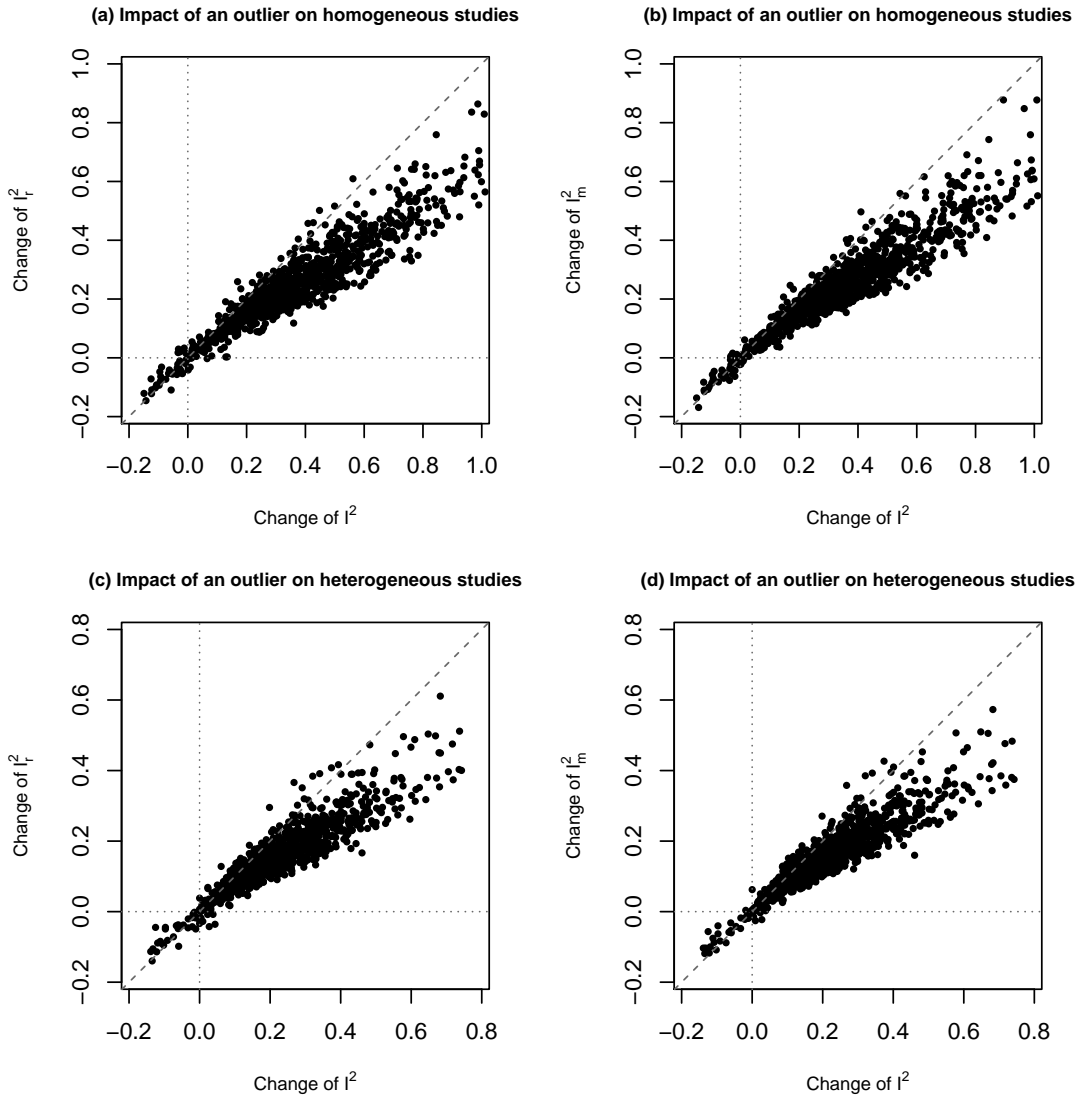 (a) Impact of an outlier on homogeneous studies
Change of I_r^2
1.0
0.8
0.6
0.4
0.2
0.0
−0.2
−0.2 0.0 0.2 0.4 0.6 0.8 1.0
Change of I^2
(b) Impact of an outlier on homogeneous studies
Change of I_m^2
1.0
0.8
0.6
0.4
0.2
0.0
−0.2
−0.2 0.0 0.2 0.4 0.6 0.8 1.0
Change of I^2
(c) Impact of an outlier on heterogeneous studies
Change of I_r^2
0.8
0.6
0.4
0.2
0.0
−0.2
−0.2 0.0 0.2 0.4 0.6 0.8
Change of I^2
(d) Impact of an outlier on heterogeneous studies
Change of I_m^2
0.8
0.6
0.4
0.2
0.0
−0.2
−0.2 0.0 0.2 0.4 0.6 0.8
Change of I^2